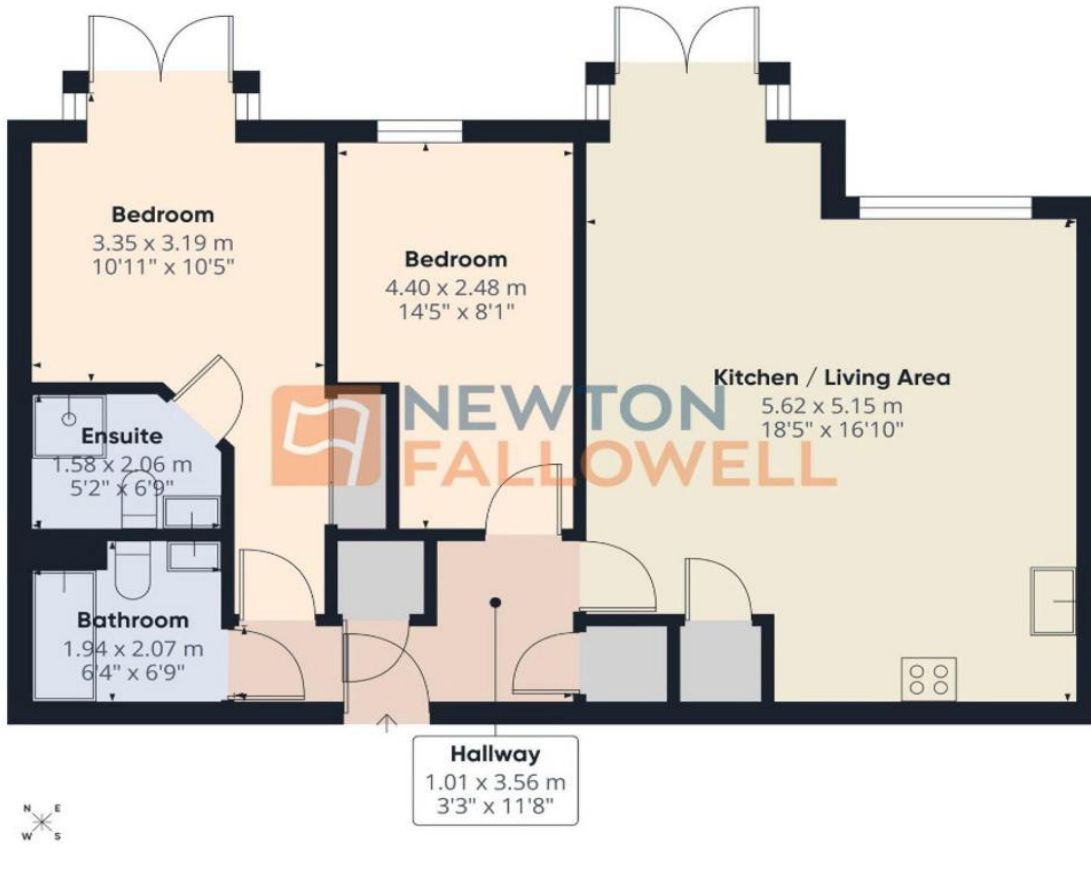 Bedroom
3.35 x 3.19 m
10'11" x 10'5"
Bedroom
4.40 x 2.48 m
14'5" x 8'1"
Kitchen / Living Area
5.62 x 5.15 m
18'5" x 16'10"
NEWTON
FALLOWELL
Ensuite
1.58 x 2.06 m
5'2" x 6'9"
Bathroom
1.94 x 2.07 m
6'4" x 6'9"
Hallway
1.01 x 3.56 m
3'3" x 11'8"
N E
W S